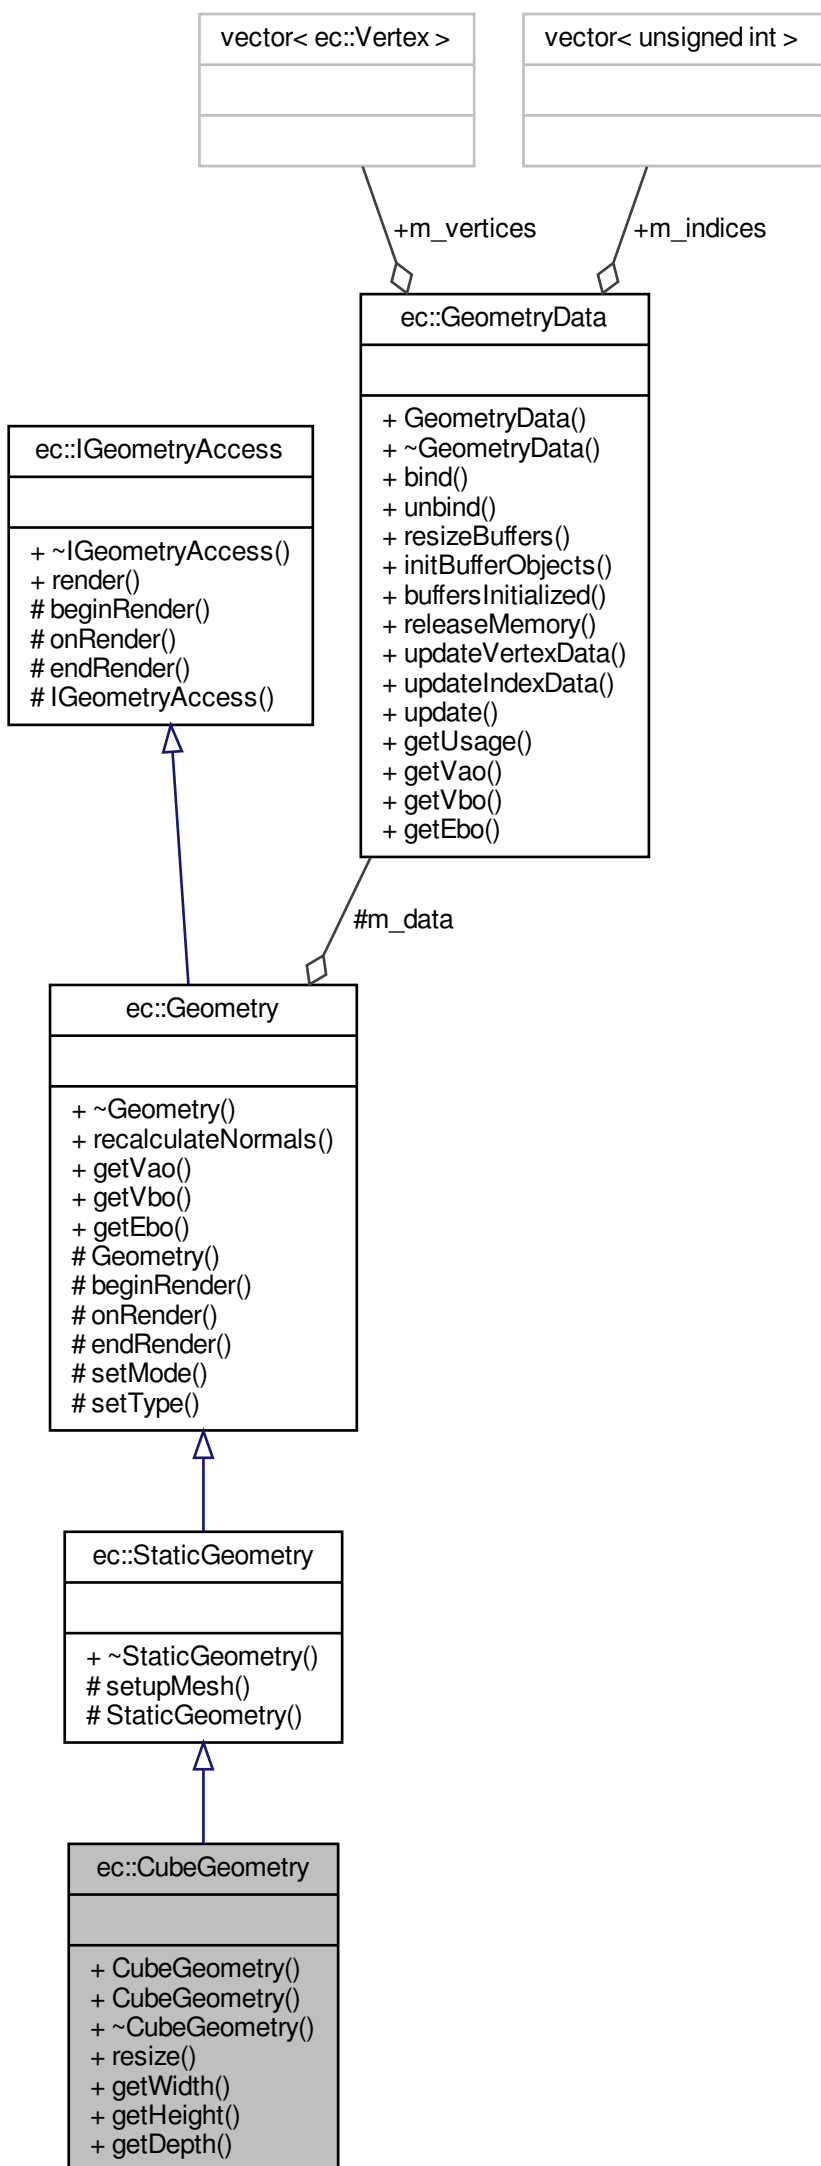 vector< ec::Vertex >
vector< unsigned int >
+m_vertices
+m_indices
ec::GeometryData
+ GeometryData()
+ ~GeometryData()
+ bind()
+ unbind()
+ resizeBuffers()
+ initBufferObjects()
+ buffersInitialized()
+ releaseMemory()
+ updateVertexData()
+ updateIndexData()
+ update()
+ getUsage()
+ getVao()
+ getVbo()
+ getEbo()
ec::IGeometryAccess
+ ~IGeometryAccess()
+ render()
# beginRender()
# onRender()
# endRender()
# IGeometryAccess()
#m_data
ec::Geometry
+ ~Geometry()
+ recalculateNormals()
+ getVao()
+ getVbo()
+ getEbo()
# Geometry()
# beginRender()
# onRender()
# endRender()
# setMode()
# setType()
ec::StaticGeometry
+ ~StaticGeometry()
# setupMesh()
# StaticGeometry()
ec::CubeGeometry
+ CubeGeometry()
+ CubeGeometry()
+ ~CubeGeometry()
+ resize()
+ getWidth()
+ getHeight()
+ getDepth()